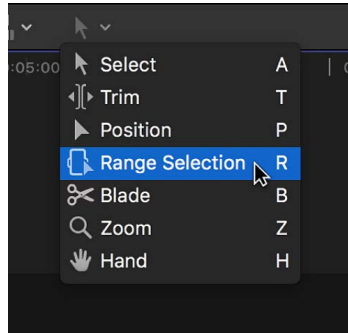 :05:00
Select A
Trim T
Position P
Range Selection R
Blade B
Zoom Z
Hand H